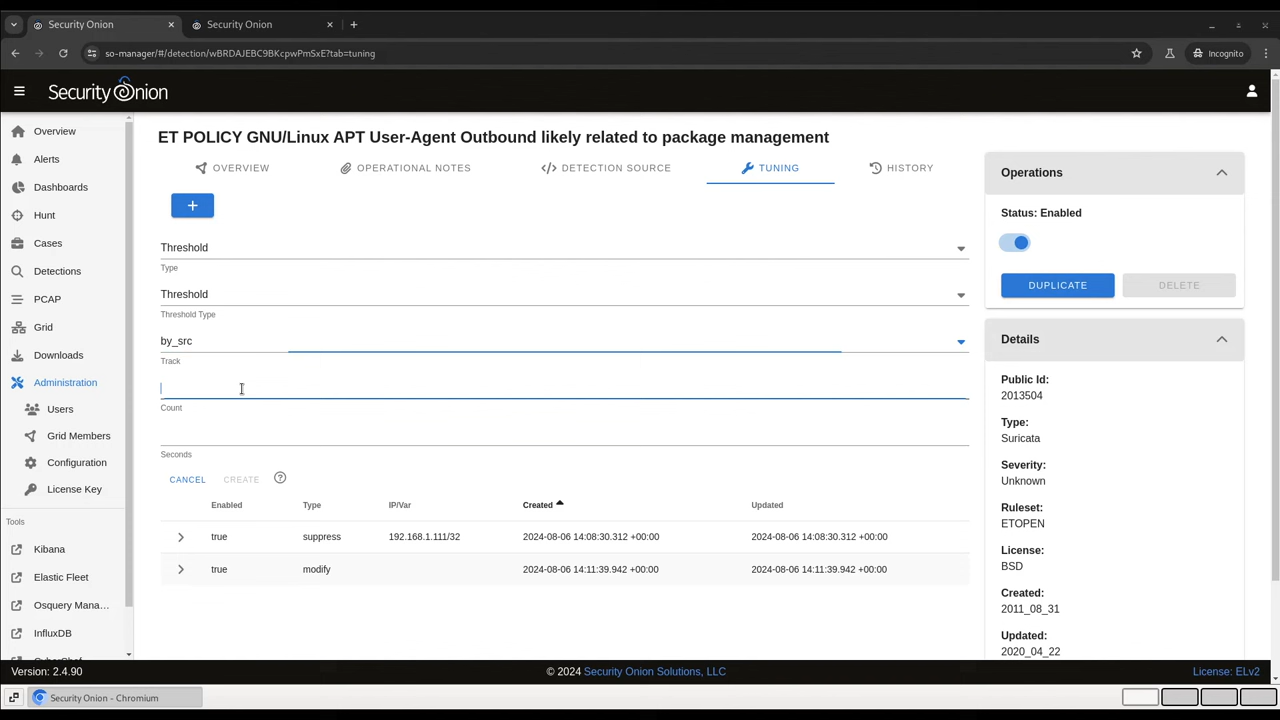 Security Onion
Security Onion
so-manager/#/detection/wBRDAJEBC9BKcpwPmSxE?tab=tuning
Incognito
Security Onion
Overview
Alerts
Dashboards
Hunt
Cases
Detections
PCAP
Grid
Downloads
Administration
Users
Grid Members
Configuration
License Key
Tools
Kibana
Elastic Fleet
Osquery Mana...
InfluxDB
ET POLICY GNU/Linux APT User-Agent Outbound likely related to package management
OVERVIEW
OPERATIONAL NOTES
DETECTION SOURCE
TUNING
HISTORY
+
Threshold
Type
Threshold
Threshold Type
by_src
Track
Count
Seconds
CANCEL CREATE ?
Enabled Type IP/Var Created Updated
true suppress 192.168.1.111/32 2024-08-06 14:08:30.312 +00:00 2024-08-06 14:08:30.312 +00:00
true modify 2024-08-06 14:11:39.942 +00:00 2024-08-06 14:11:39.942 +00:00
Operations
Status: Enabled
DUPLICATE DELETE
Details
Public Id:
2013504
Type:
Suricata
Severity:
Unknown
Ruleset:
ETOPEN
License:
BSD
Created:
2011_08_31
Updated:
2020_04_22
Version: 2.4.90
© 2024 Security Onion Solutions, LLC
License: ELv2
Security Onion - Chromium